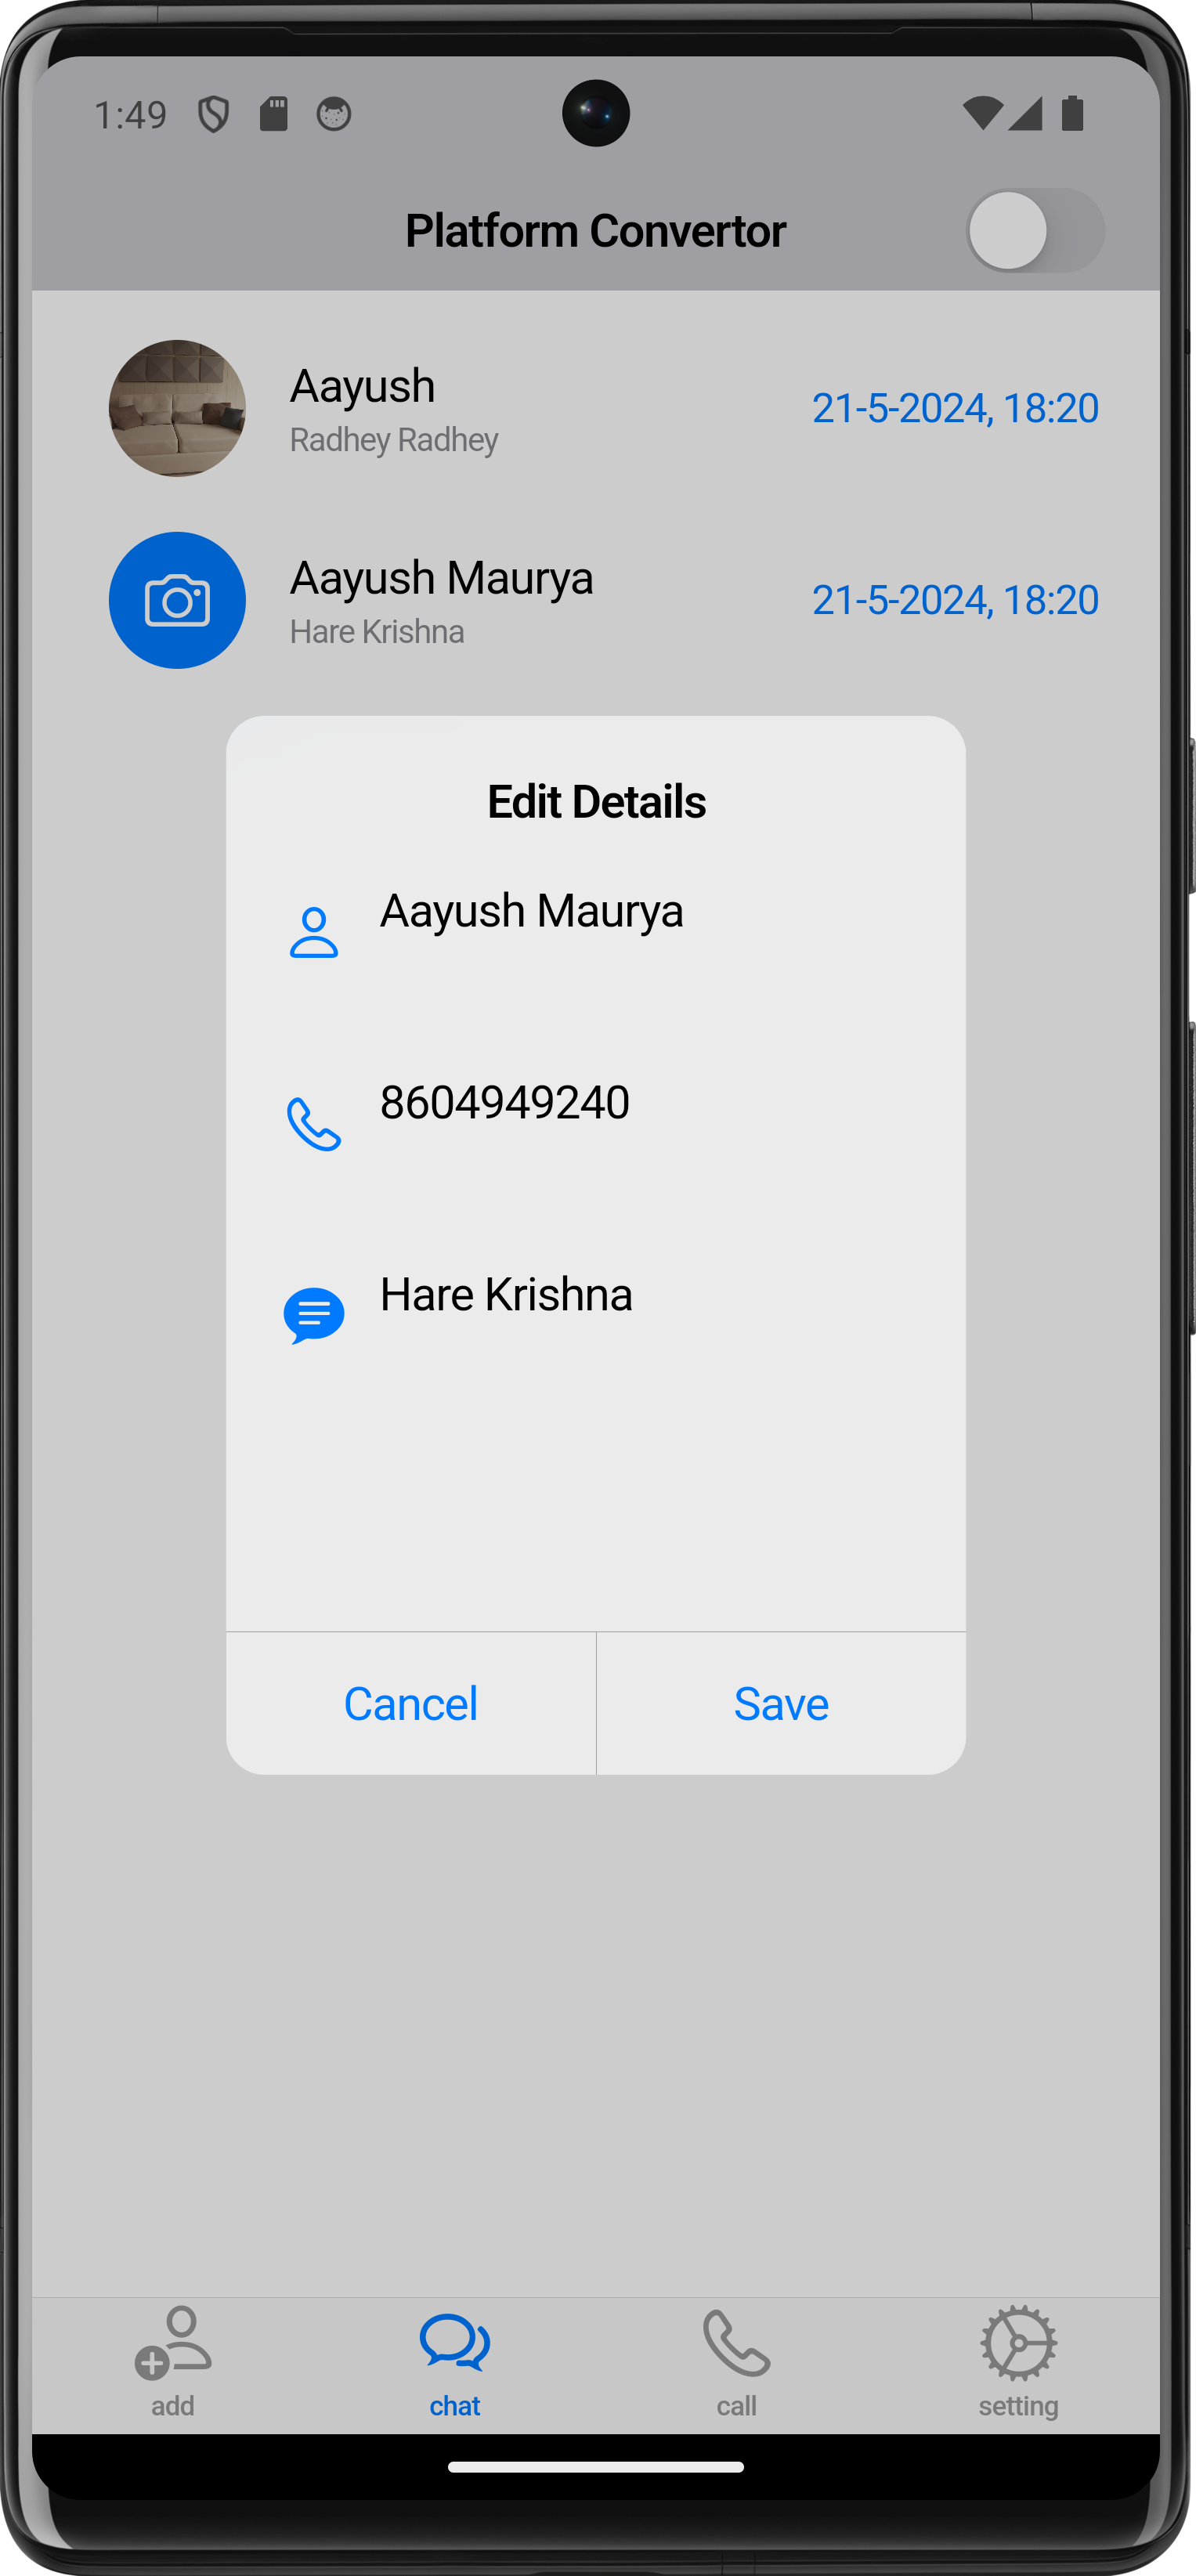 1:49
Platform Convertor
Aayush
Radhey Radhey
21-5-2024, 18:20
Aayush Maurya
Hare Krishna
21-5-2024, 18:20
Edit Details
Aayush Maurya
8604949240
Hare Krishna
Cancel
Save
add
chat
call
setting